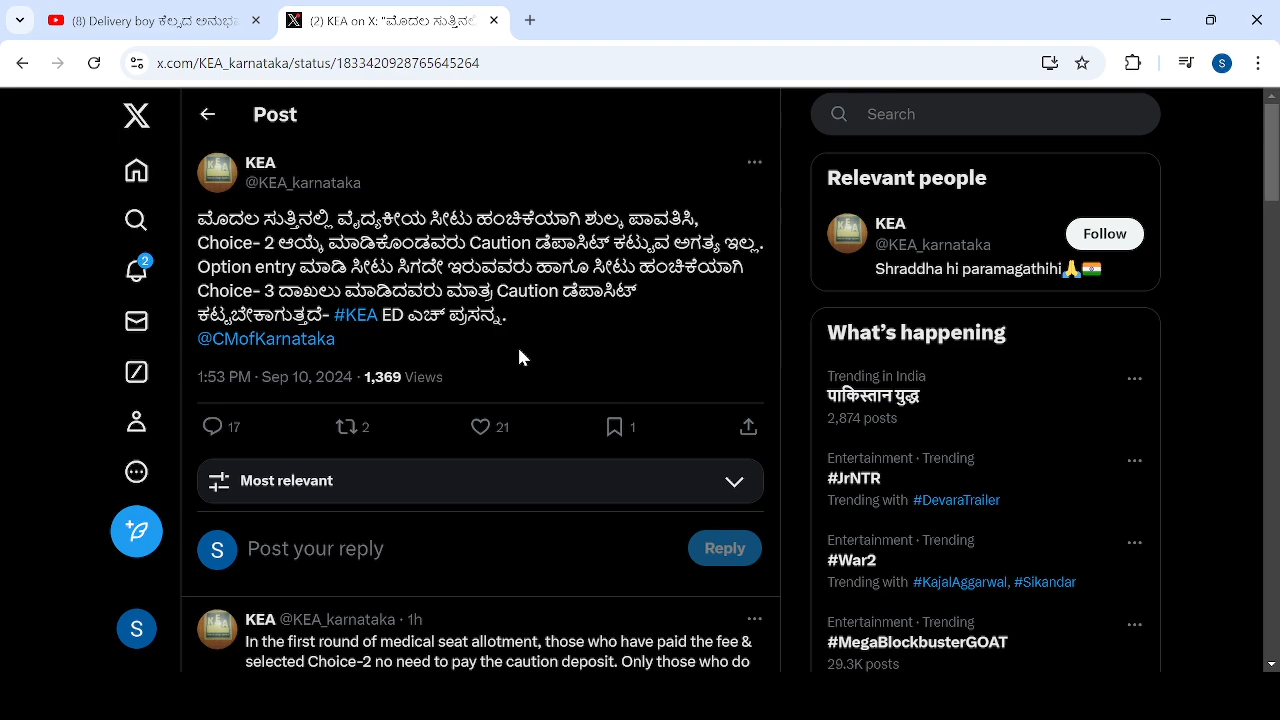 (8) Delivery boy ಕೆಲ್ಸದ ಅನುಭವ
(2) KEA on X: "ಮೊದಲ ಸುತ್ತಿನಲ್ಲಿ
x.com/KEA_karnataka/status/1833420928765645264
S
Post
Search
KEA
@KEA_karnataka
ಮೊದಲ ಸುತ್ತಿನಲ್ಲಿ ವೈದ್ಯಕೀಯ ಸೀಟು ಹಂಚಿಕೆಯಾಗಿ ಶುಲ್ಕ ಪಾವತಿಸಿ,
Choice- 2 ಆಯ್ಕೆ ಮಾಡಿಕೊಂಡವರು Caution ಡೆಪಾಸಿಟ್ ಕಟ್ಟುವ ಅಗತ್ಯ ಇಲ್ಲ.
Option entry ಮಾಡಿ ಸೀಟು ಸಿಗದೇ ಇರುವವರು ಹಾಗೂ ಸೀಟು ಹಂಚಿಕೆಯಾಗಿ
Choice- 3 ದಾಖಲು ಮಾಡಿದವರು ಮಾತ್ರ Caution ಡೆಪಾಸಿಟ್
ಕಟ್ಟಬೇಕಾಗುತ್ತದೆ- #KEA ED ಎಚ್ ಪ್ರಸನ್ನ.
@CMofKarnataka
1:53 PM · Sep 10, 2024 · 1,369 Views
17 2 21 1
Most relevant
S Post your reply Reply
KEA @KEA_karnataka · 1h
In the first round of medical seat allotment, those who have paid the fee &
selected Choice-2 no need to pay the caution deposit. Only those who do
2
S
Relevant people
KEA
@KEA_karnataka
Follow
Shraddha hi paramagathihi🙏🇮🇳
What's happening
Trending in India
पाकिस्तान युद्ध
2,874 posts
Entertainment · Trending
#JrNTR
Trending with #DevaraTrailer
Entertainment · Trending
#War2
Trending with #KajalAggarwal, #Sikandar
Entertainment · Trending
#MegaBlockbusterGOAT
29.3K posts